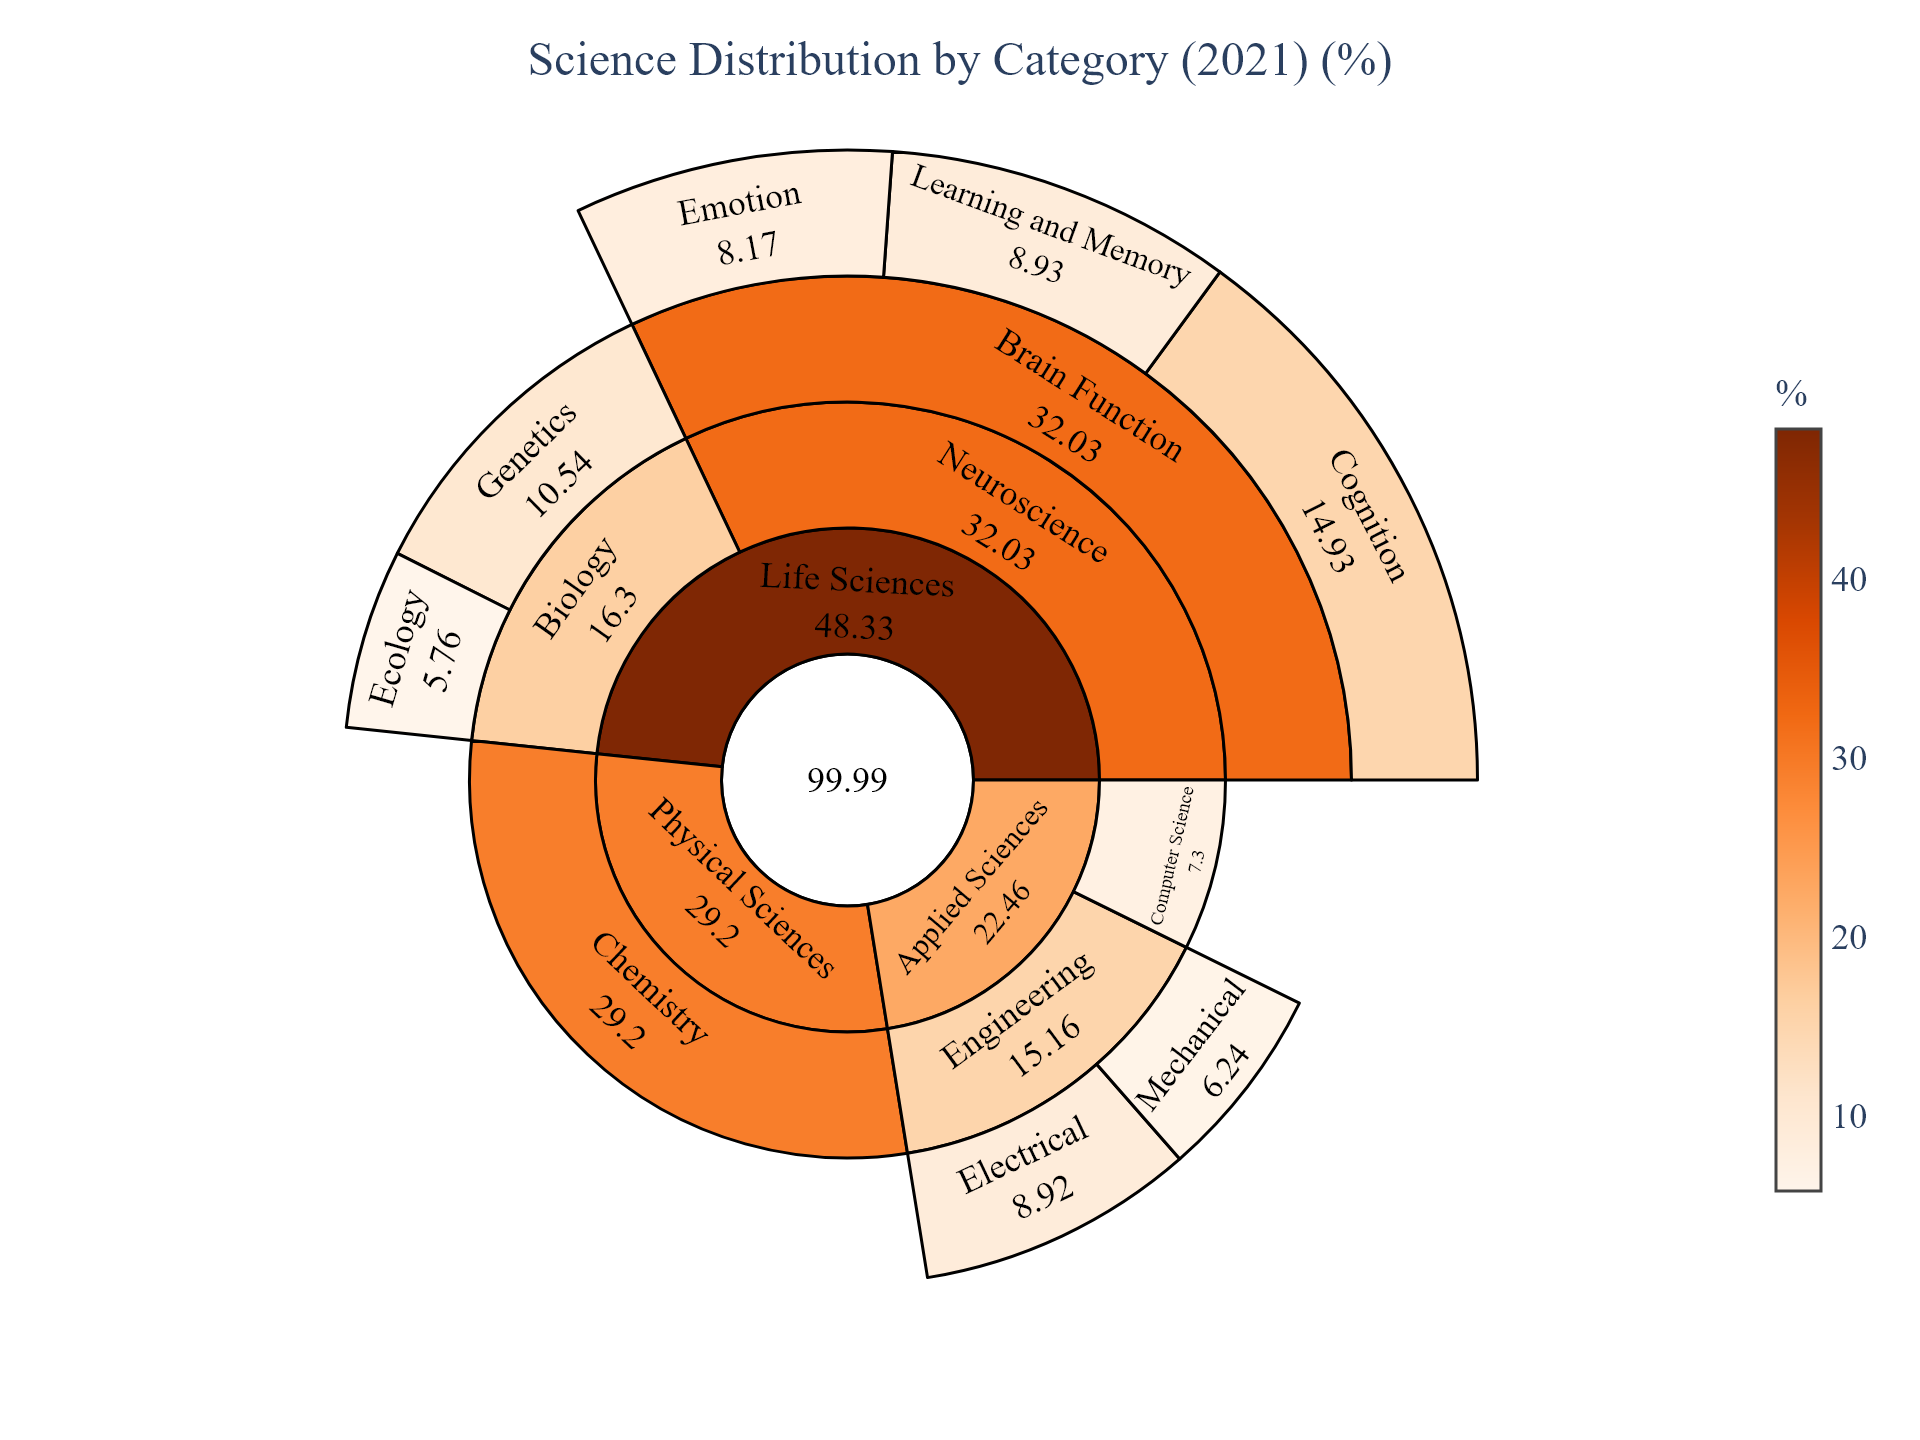 Science Distribution by Category (2021) (%)
Emotion
8.17
Learning and Memory
8.93
Brain Function
32.03
Cognition
14.93
Neuroscience
32.03
Genetics
10.54
Biology
16.3
Ecology
5.76
Life Sciences
48.33
99.99
Physical Sciences
29.2
Chemistry
29.2
Applied Sciences
22.46
Computer Science
7.3
Engineering
15.16
Mechanical
6.24
Electrical
8.92
%
40
30
20
10